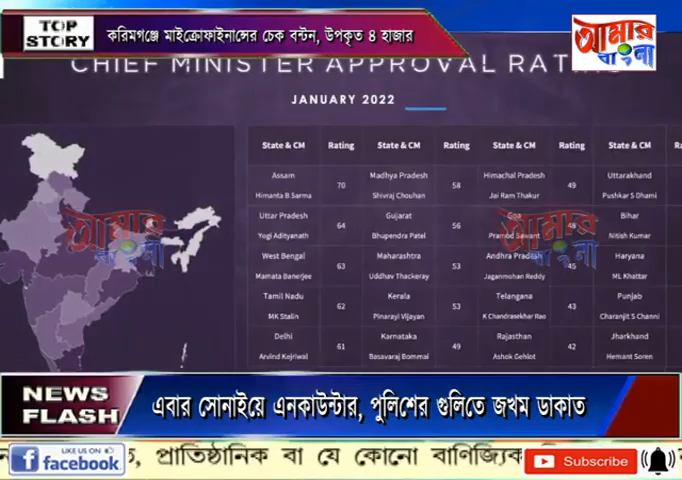 TOP STORY
করিমগঞ্জে মাইক্রোফাইনান্সের চেক বন্টন, উপকৃত ৪ হাজার
আমার বাংলা
CHIEF MINISTER APPROVAL
JANUARY 2022
State & CM Rating State & CM Rating State & CM Rating State & CM
Assam Madhya Pradesh Himachal Pradesh Uttarakhand
70 58 49
Himanta B Sarma Shivraj Chouhan Jai Ram Thakur Pushkar S Dhami
Uttar Pradesh Gujarat Goa Bihar
64 56 48
Yogi Adityanath Bhupendra Patel Pramod Sawant Nitish Kumar
West Bengal Maharashtra Andhra Pradesh Haryana
63 53 45
Mamata Banerjee Uddhav Thackeray Jaganmohan Reddy ML Khattar
Tamil Nadu Kerala Telangana Punjab
62 53 43
MK Stalin Pinarayi Vijayan K Chandrasekhar Rao Charanjit S Channi
Delhi Karnataka Rajasthan Jharkhand
61 49 42
Arvind Kejriwal Basavaraj Bommai Ashok Gehlot Hemant Soren
আমার বাংলা
আমার বাংলা
NEWS FLASH
এবার সোনাইয়ে এনকাউন্টার, পুলিশের গুলিতে জখম ডাকাত
LIKE US ON
facebook
প্রাতিষ্ঠানিক বা যে কোনো বাণিজ্যিক
Subscribe